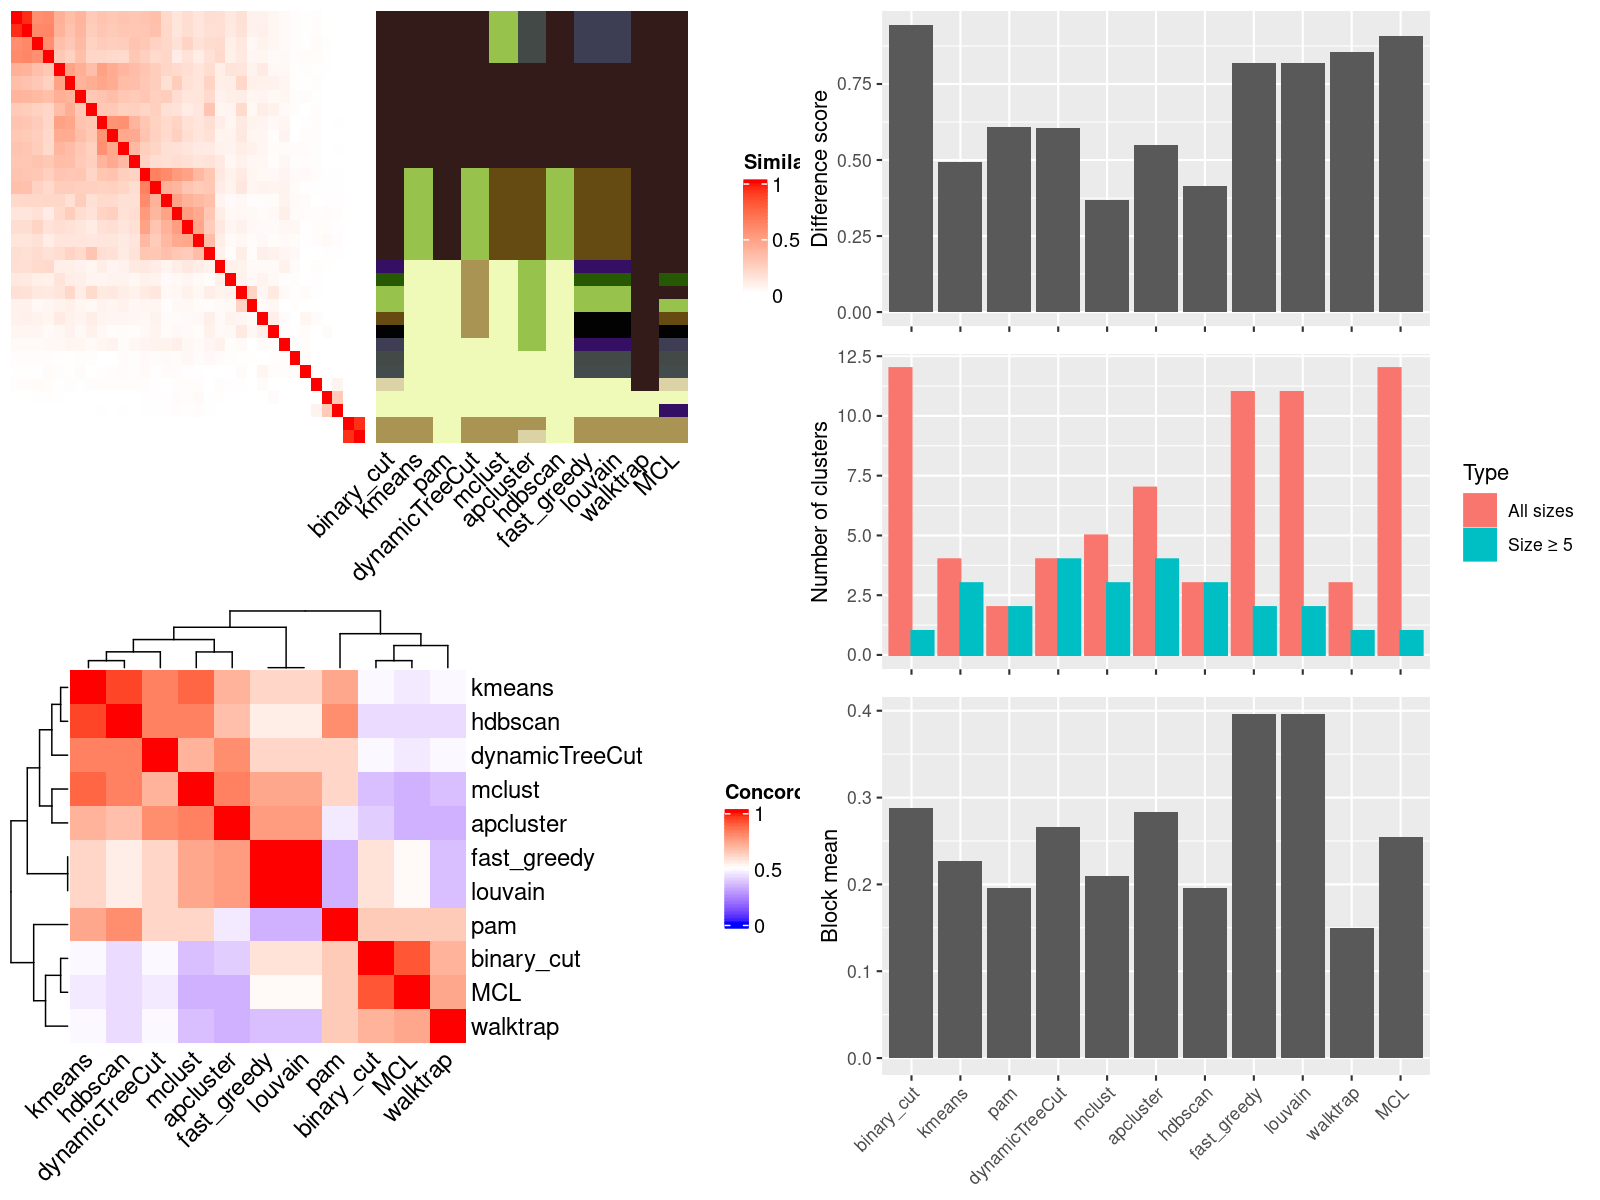 Simila
1
0.5
0
binary_cut
kmeans
pam
dynamicTreeCut
mclust
apcluster
hdbscan
fast_greedy
louvain
walktrap
MCL
kmeans
hdbscan
dynamicTreeCut
mclust
apcluster
fast_greedy
louvain
pam
binary_cut
MCL
walktrap
Concord
1
0.5
0
kmeans
hdbscan
dynamicTreeCut
mclust
apcluster
fast_greedy
louvain
pam
binary_cut
MCL
walktrap
Difference score
0.75
0.50
0.25
0.00
Number of clusters
12.5
10.0
7.5
5.0
2.5
0.0
Type
All sizes
Size ≥ 5
Block mean
0.4
0.3
0.2
0.1
0.0
binary_cut
kmeans
pam
dynamicTreeCut
mclust
apcluster
hdbscan
fast_greedy
louvain
walktrap
MCL